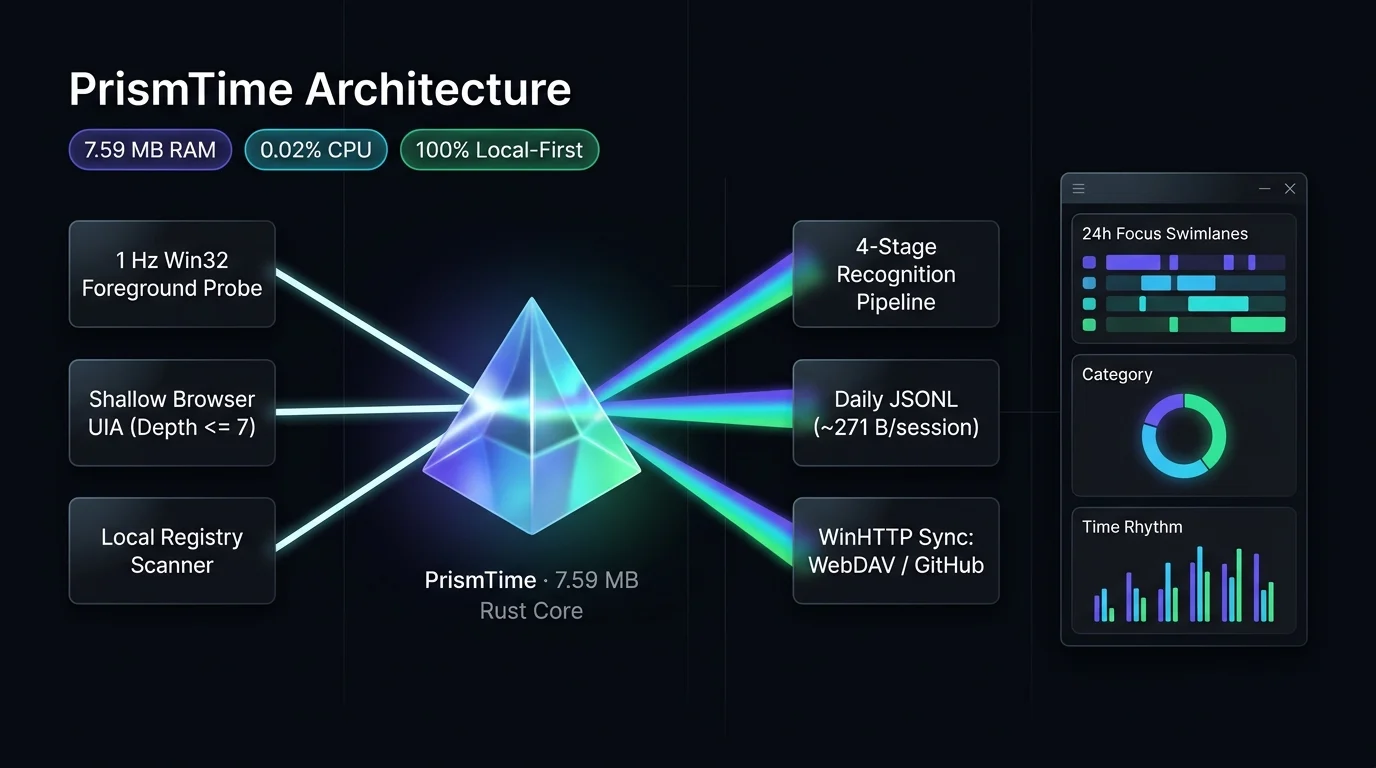 PrismTime Architecture
7.59 MB RAM
0.02% CPU
100% Local-First
1 Hz Win32
Foreground Probe
Shallow Browser
UIA (Depth <= 7)
Local Registry
Scanner
PrismTime · 7.59 MB
Rust Core
4-Stage
Recognition
Pipeline
Daily JSONL
(~271 B/session)
WinHTTP Sync:
WebDAV / GitHub
24h Focus Swimlanes
Category
Time Rhythm